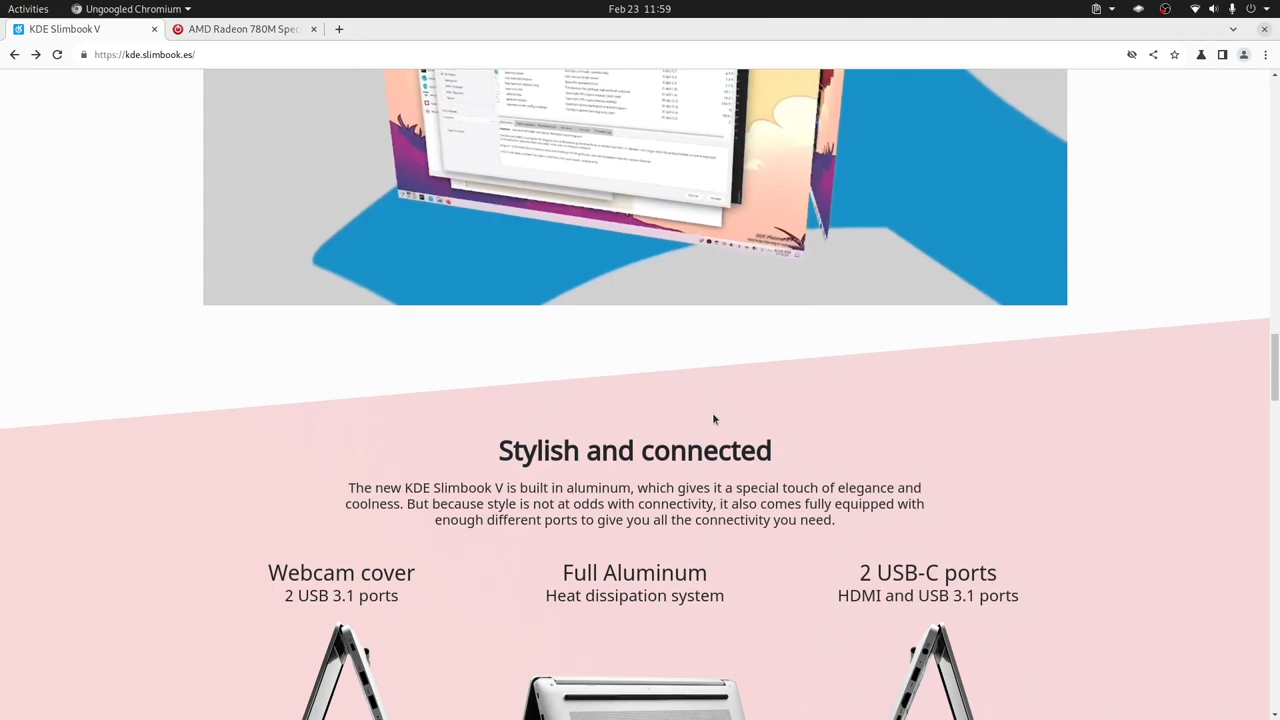 Activities
Ungoogled Chromium
Feb 23 11:59
KDE Slimbook V
AMD Radeon 780M Spec
https://kde.slimbook.es/
Stylish and connected
The new KDE Slimbook V is built in aluminum, which gives it a special touch of elegance and
coolness. But because style is not at odds with connectivity, it also comes fully equipped with
enough different ports to give you all the connectivity you need.
Webcam cover
2 USB 3.1 ports
Full Aluminum
Heat dissipation system
2 USB-C ports
HDMI and USB 3.1 ports